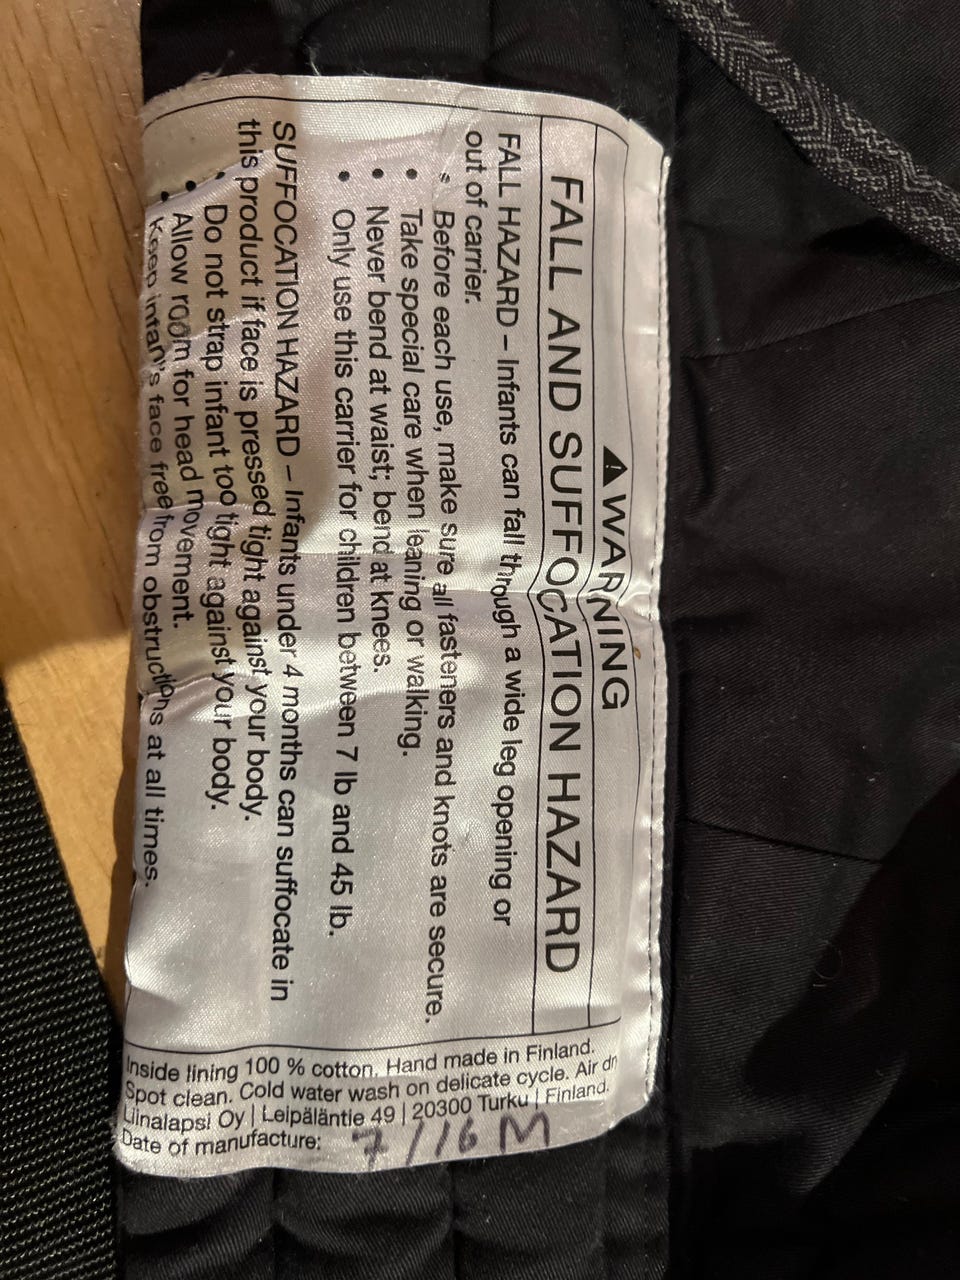 ⚠WARNING
FALL AND SUFFOCATION HAZARD
FALL HAZARD – Infants can fall through a wide leg opening or
out of carrier.
• Before each use, make sure all fasteners and knots are secure.
• Take special care when leaning or walking.
• Never bend at waist; bend at knees.
• Only use this carrier for children between 7 lb and 45 lb.
SUFFOCATION HAZARD – Infants under 4 months can suffocate in
this product if face is pressed tight against your body.
• Do not strap infant too tight against your body.
• Allow room for head movement.
• Keep infant's face free from obstructions at all times.
Inside lining 100 % cotton. Hand made in Finland.
Spot clean. Cold water wash on delicate cycle. Air dr
Liinalapsi Oy | Leipäläntie 49 | 20300 Turku | Finland.
Date of manufacture: 7/16 M